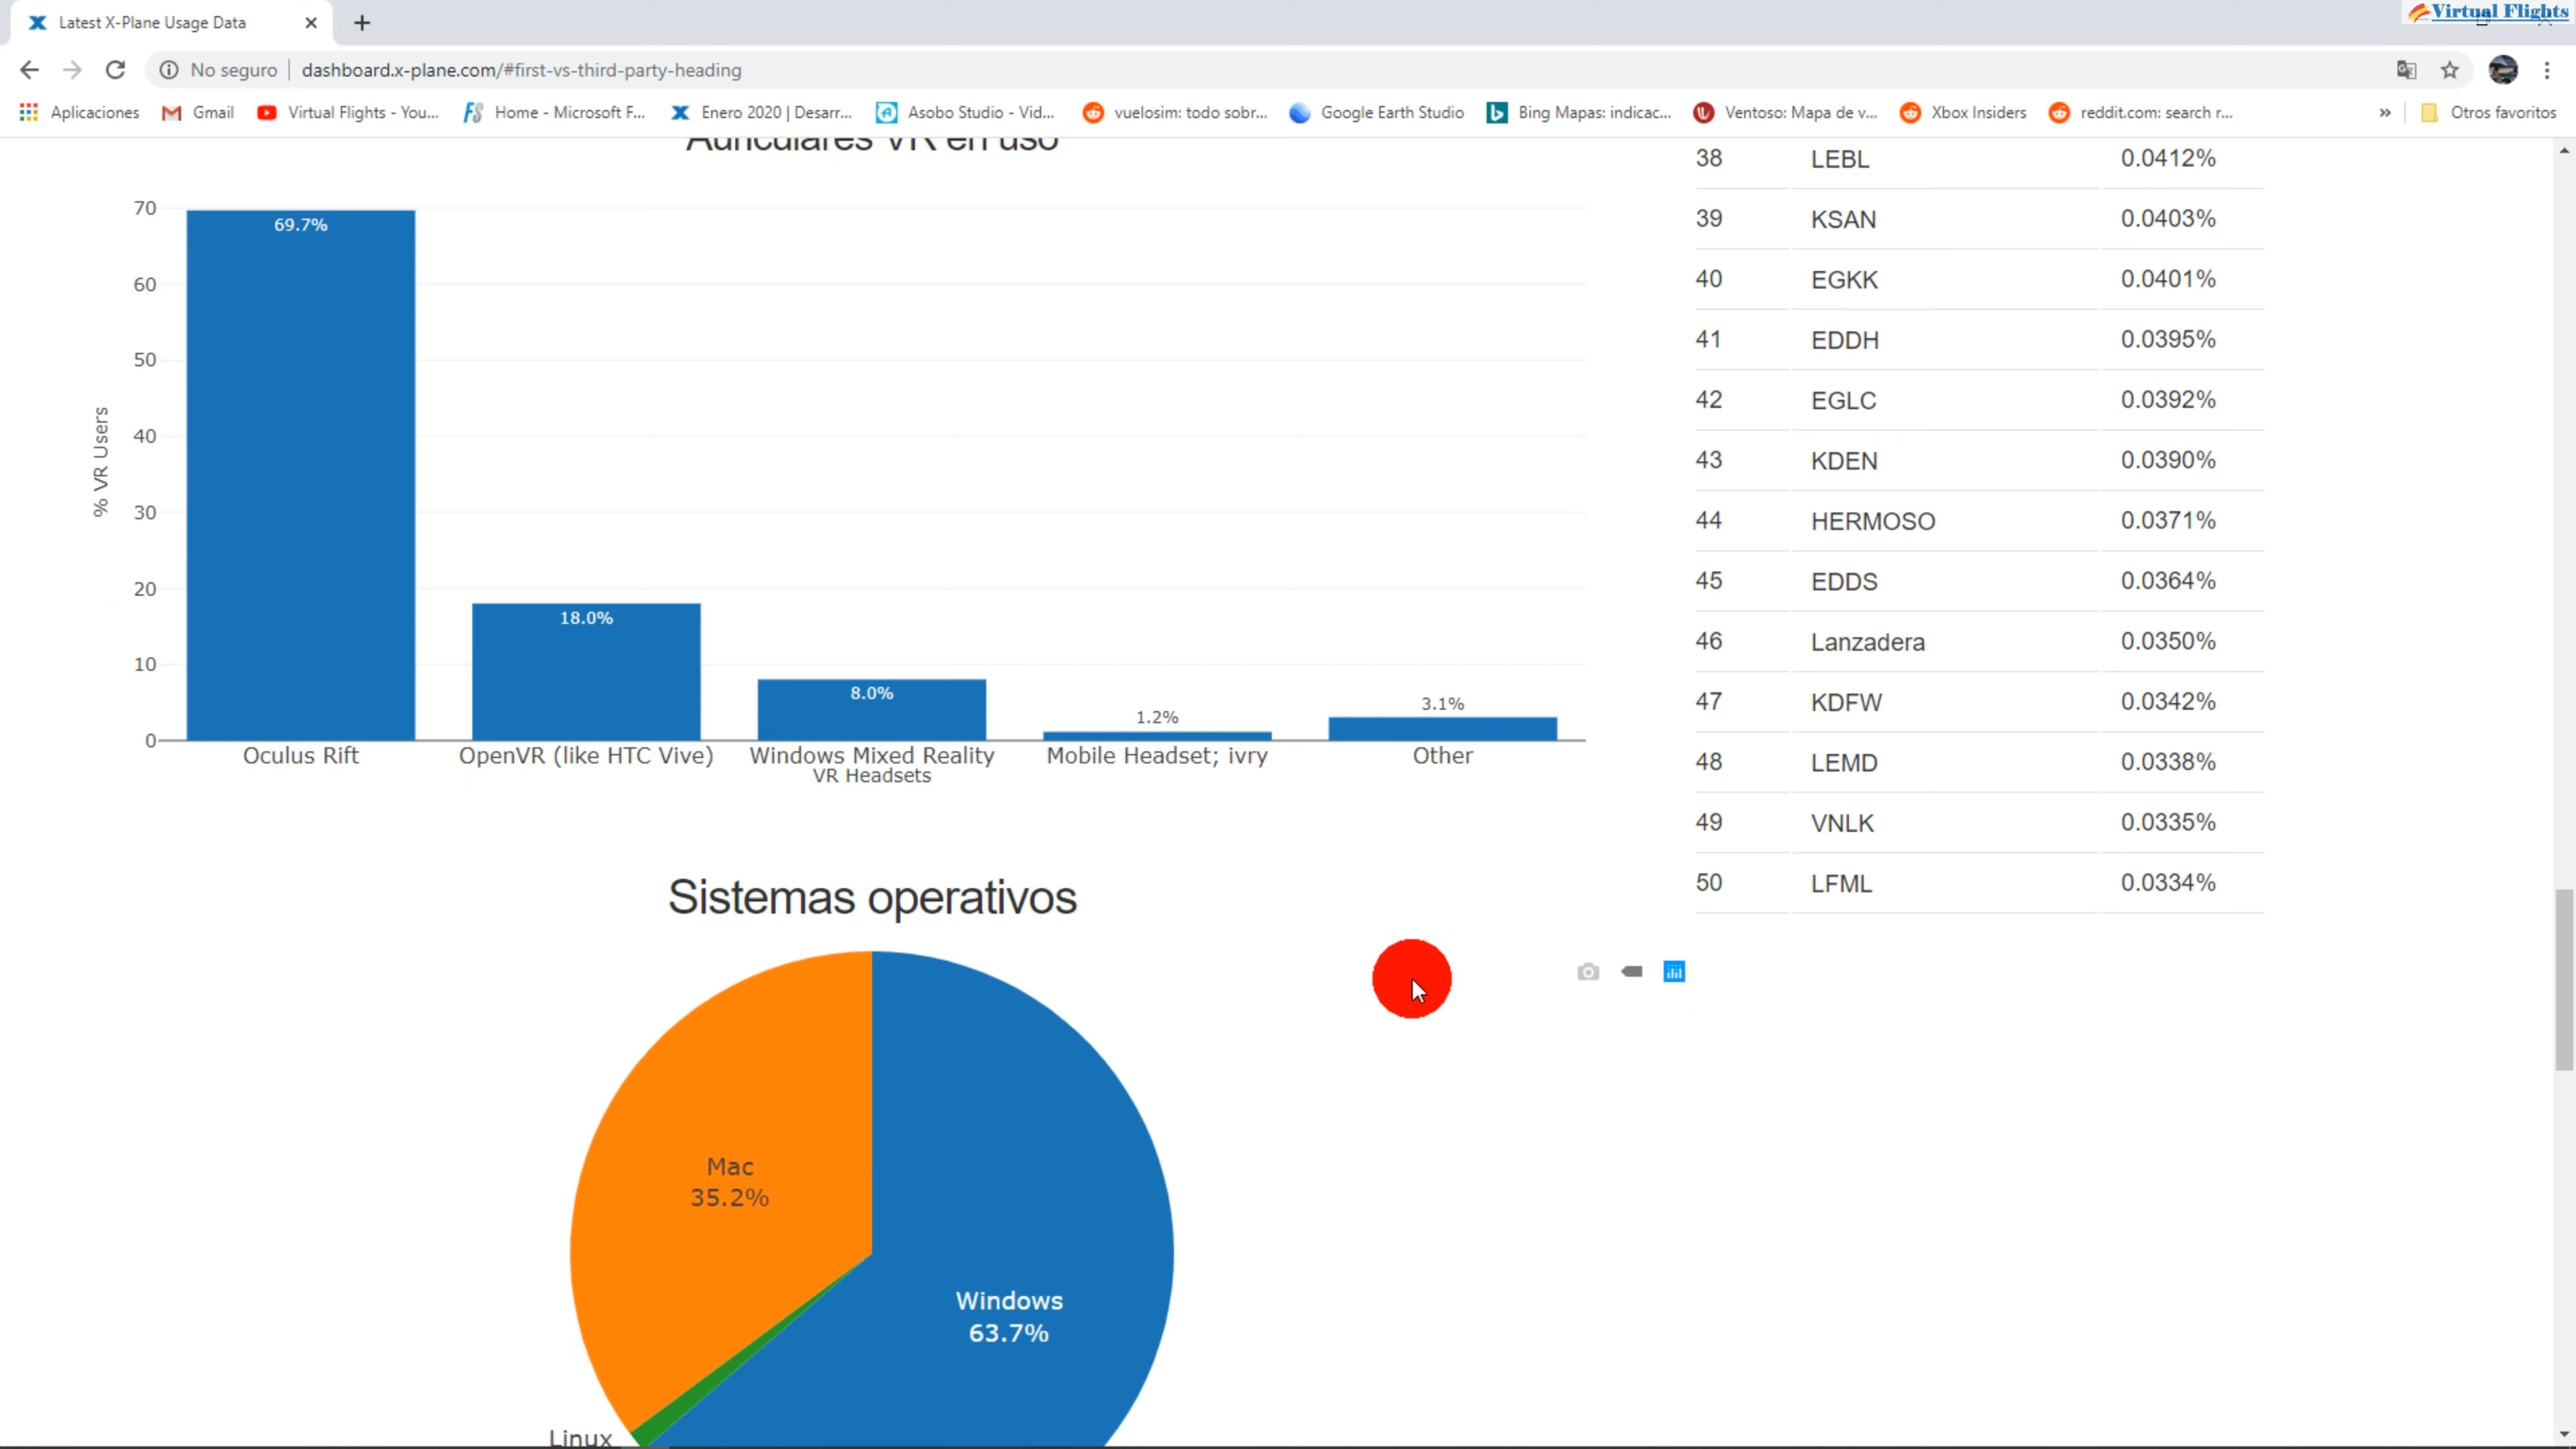 Latest X-Plane Usage Data
Virtual Flights
No seguro
dashboard.x-plane.com/#first-vs-third-party-heading
Aplicaciones
Gmail
Virtual Flights - You...
Home - Microsoft F...
Enero 2020 | Desarr...
Asobo Studio - Vid...
vuelosim: todo sobr...
Google Earth Studio
Bing Mapas: indicac...
Ventoso: Mapa de v...
Xbox Insiders
reddit.com: search r...
»
Otros favoritos
Auriculares VR en uso
% VR Users
70
60
50
40
30
20
10
0
69.7%
18.0%
8.0%
1.2%
3.1%
Oculus Rift
OpenVR (like HTC Vive)
Windows Mixed Reality
Mobile Headset; ivry
Other
VR Headsets
38 LEBL 0.0412%
39 KSAN 0.0403%
40 EGKK 0.0401%
41 EDDH 0.0395%
42 EGLC 0.0392%
43 KDEN 0.0390%
44 HERMOSO 0.0371%
45 EDDS 0.0364%
46 Lanzadera 0.0350%
47 KDFW 0.0342%
48 LEMD 0.0338%
49 VNLK 0.0335%
50 LFML 0.0334%
Sistemas operativos
Mac
35.2%
Windows
63.7%
Linux